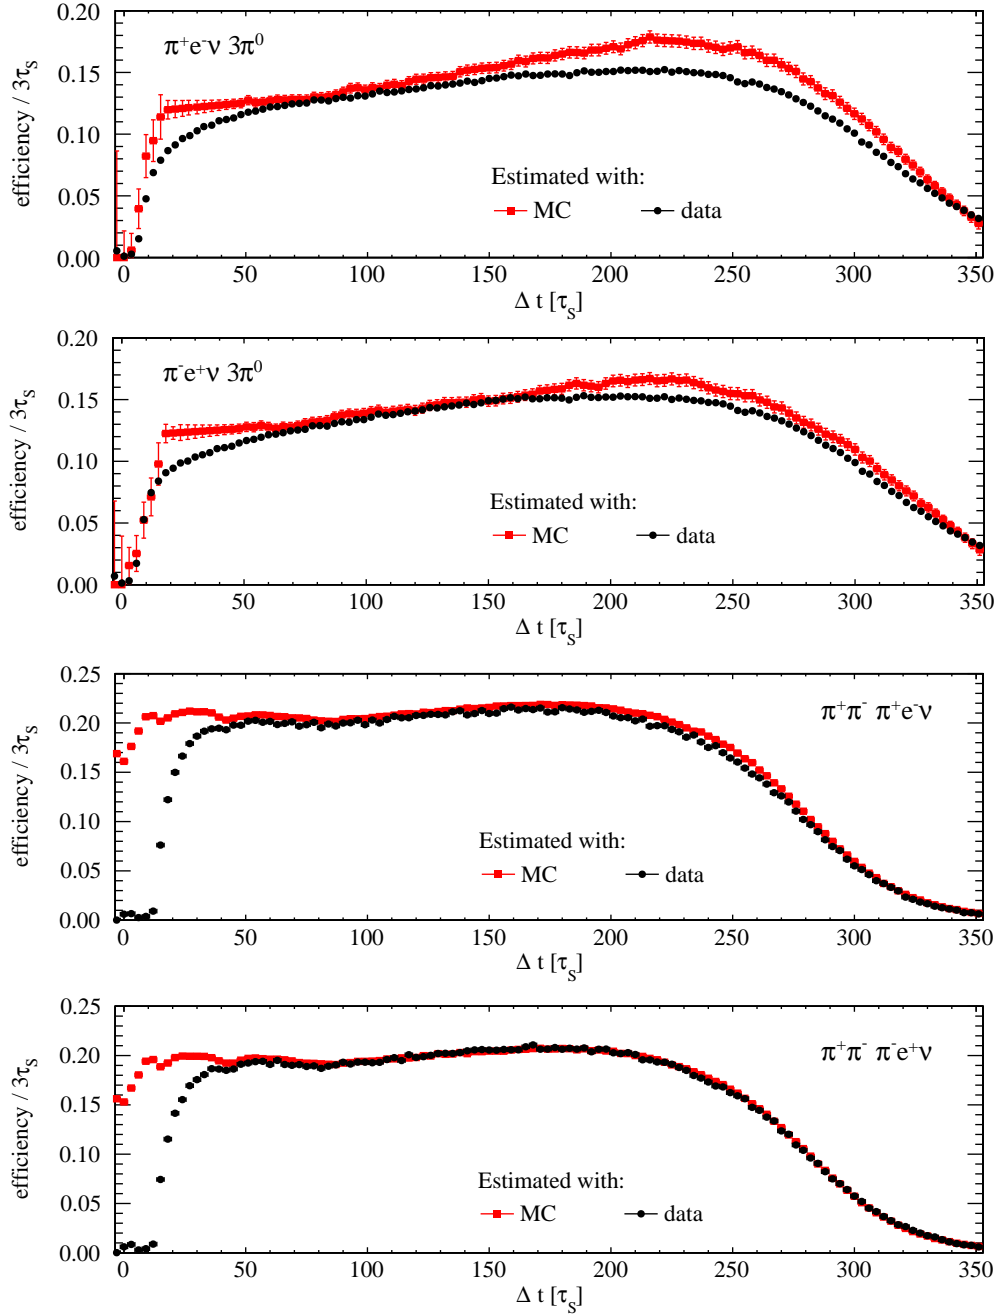 0.20
0.15
0.10
0.05
0.00
efficiency / 3τS
π⁺e⁻ν 3π⁰
Estimated with:
MC data
0 50 100 150 200 250 300 350
Δ t [τS]
0.20
0.15
0.10
0.05
0.00
efficiency / 3τS
π⁻e⁺ν 3π⁰
Estimated with:
MC data
0 50 100 150 200 250 300 350
Δ t [τS]
0.25
0.20
0.15
0.10
0.05
0.00
efficiency / 3τS
π⁺π⁻ π⁺e⁻ν
Estimated with:
MC data
0 50 100 150 200 250 300 350
Δ t [τS]
0.25
0.20
0.15
0.10
0.05
0.00
efficiency / 3τS
π⁺π⁻ π⁻e⁺ν
Estimated with:
MC data
0 50 100 150 200 250 300 350
Δ t [τS]